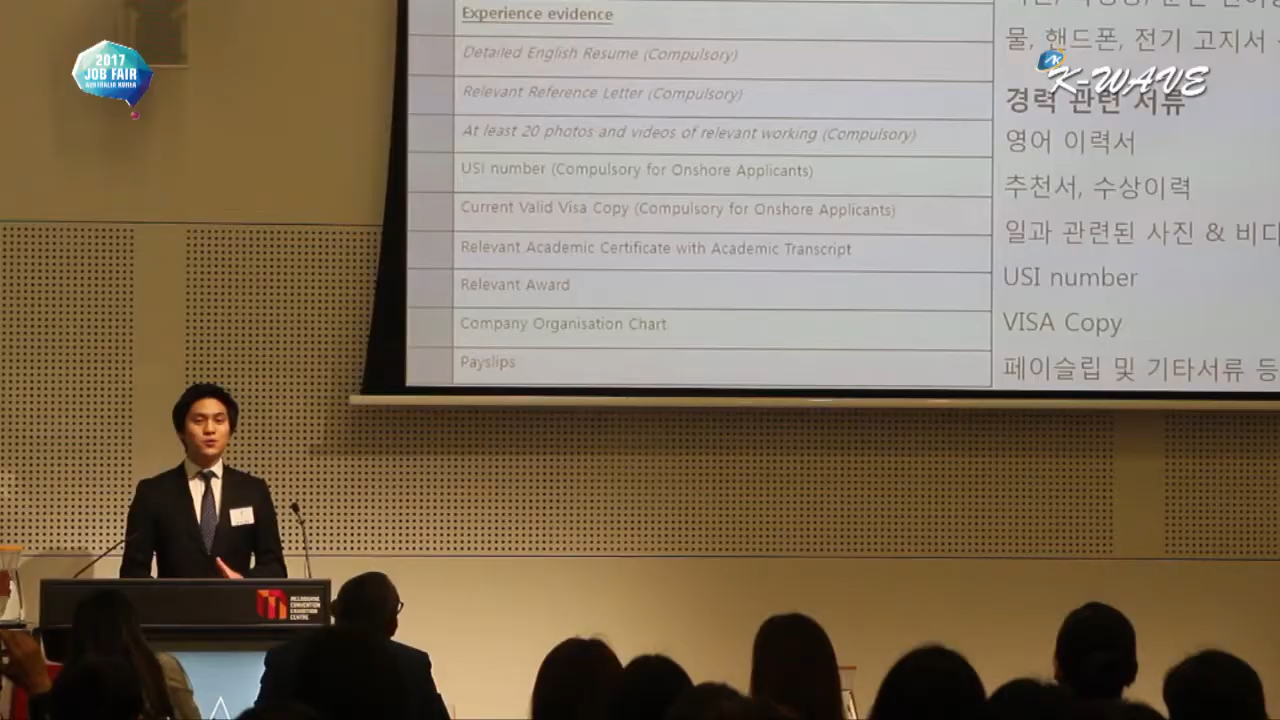 2017
JOB FAIR
AUSTRALIA KOREA
K-WAVE
Experience evidence
Detailed English Resume (Compulsory)
Relevant Reference Letter (Compulsory)
At least 20 photos and videos of relevant working (Compulsory)
USI number (Compulsory for Onshore Applicants)
Current Valid Visa Copy (Compulsory for Onshore Applicants)
Relevant Academic Certificate with Academic Transcript
Relevant Award
Company Organisation Chart
Payslips
물, 핸드폰, 전기 고지서
경력 관련 서류
영어 이력서
추천서, 수상이력
일과 관련된 사진 & 비디
USI number
VISA Copy
페이슬립 및 기타서류 등
MELBOURNE
CONVENTION
EXHIBITION
CENTRE